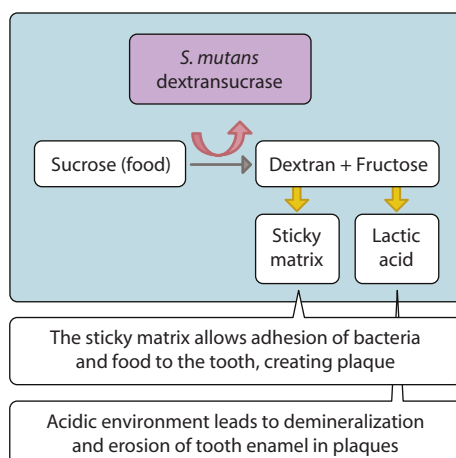 S. mutans
dextransucrase
Sucrose (food)
Dextran + Fructose
Sticky
matrix
Lactic
acid
The sticky matrix allows adhesion of bacteria
and food to the tooth, creating plaque
Acidic environment leads to demineralization
and erosion of tooth enamel in plaques